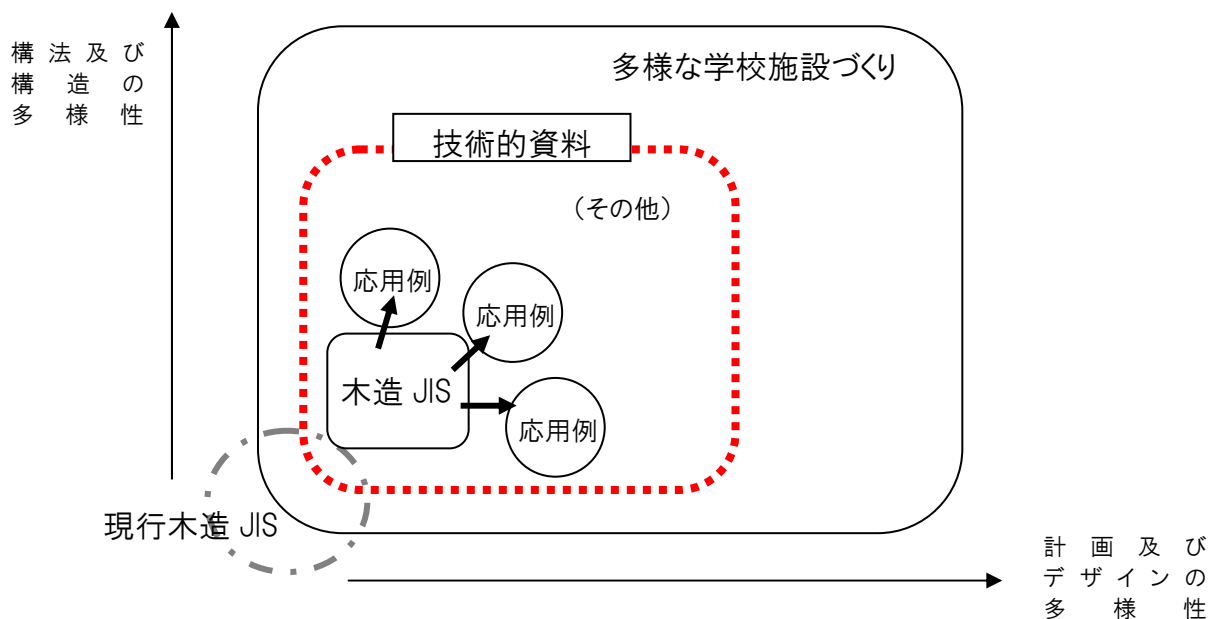 構法及び
構造の
多様性
多様な学校施設づくり
技術的資料
（その他）
応用例
応用例
木造 JIS
応用例
現行木造 JIS
計画及び
デザインの
多様性